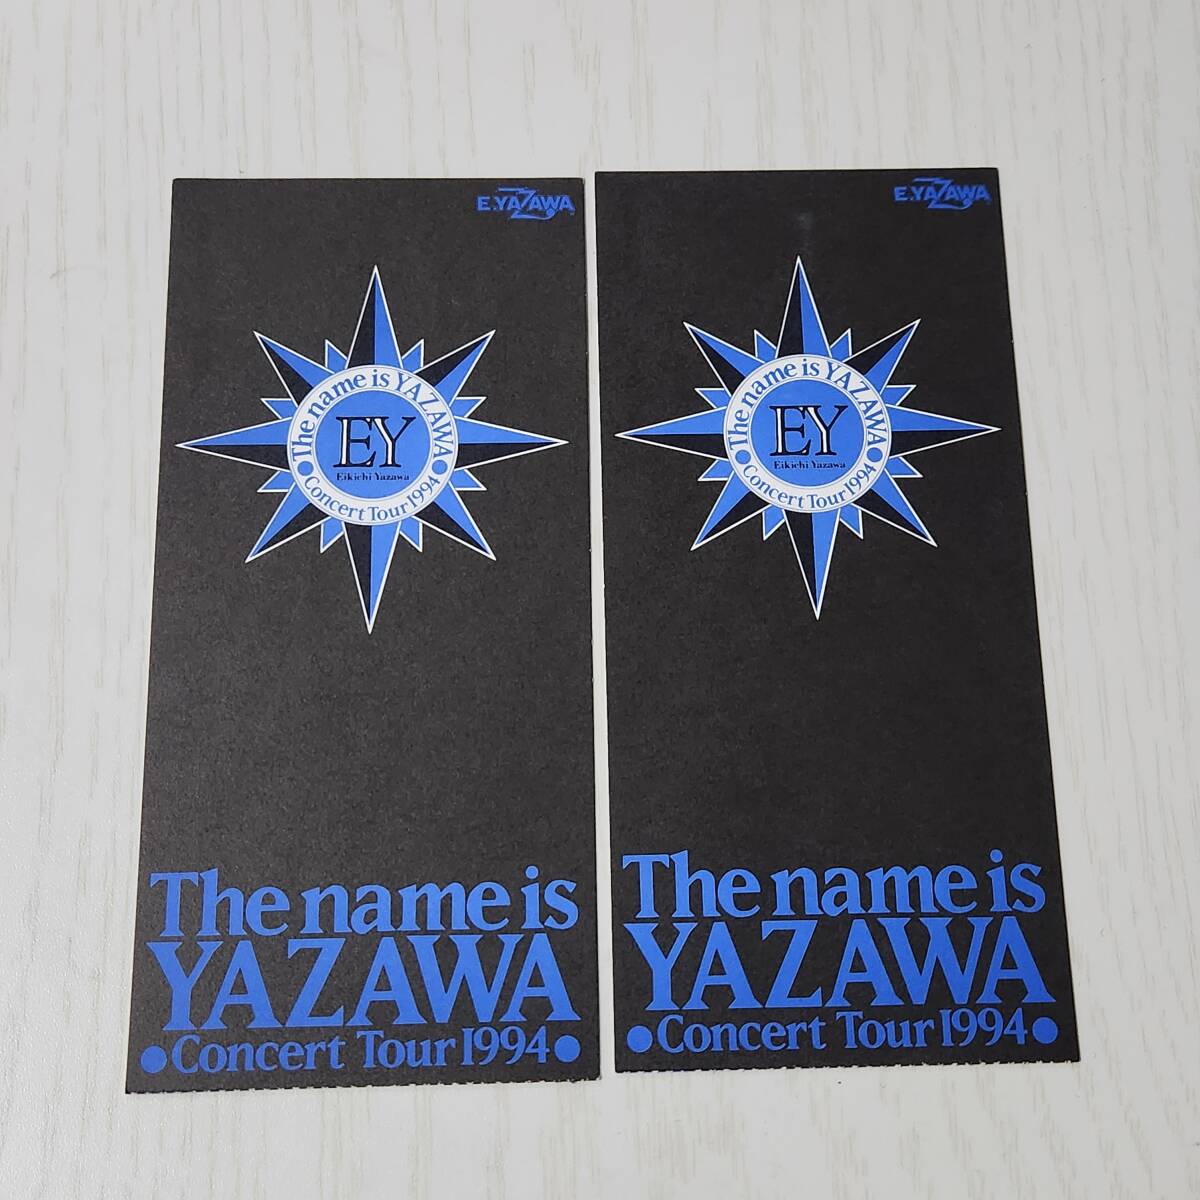 E.YAZAWA
The name is YAZAWA
EY
Eikichi Yazawa
Concert Tour 1994
The name is
YAZAWA
●Concert Tour 1994●
E.YAZAWA
The name is YAZAWA
EY
Eikichi Yazawa
Concert Tour 1994
The name is
YAZAWA
●Concert Tour 1994●